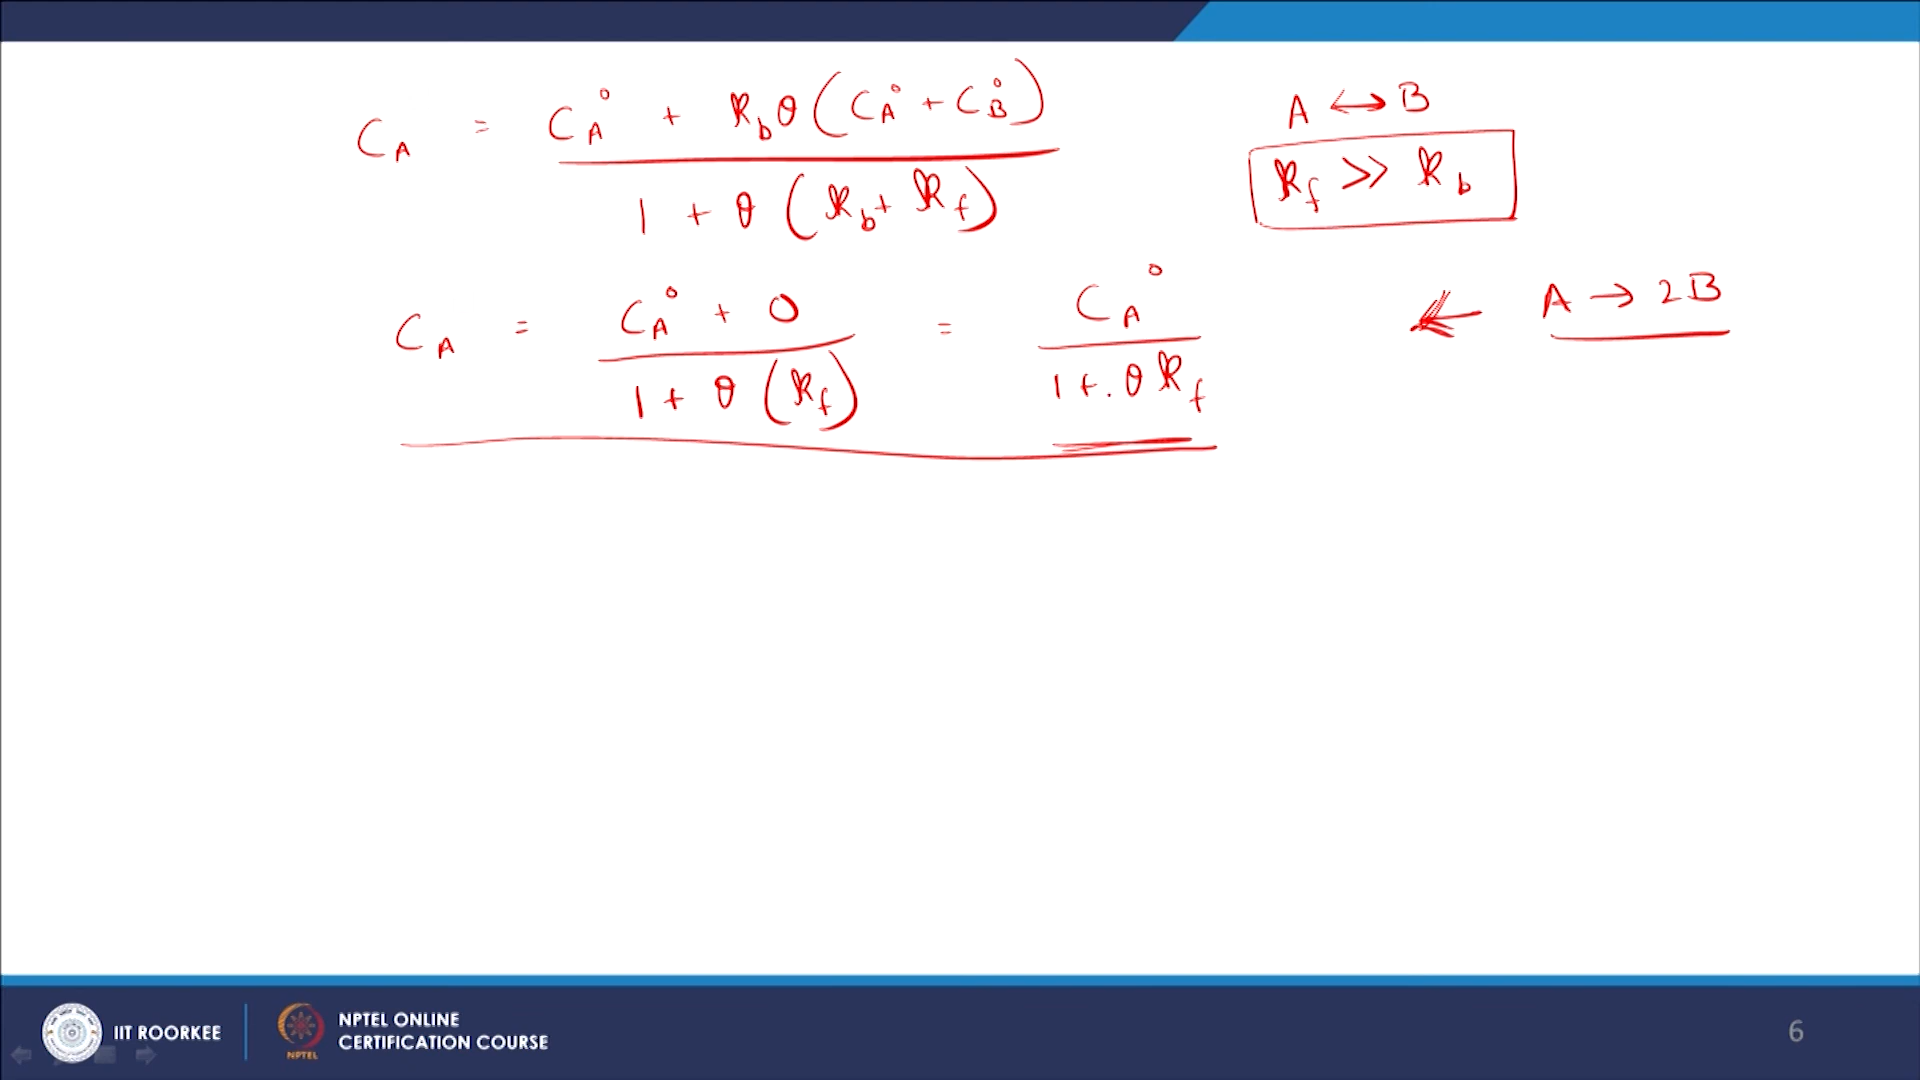 C_A = (C_A° + k_b θ (C_A° + C_B°)) / (1 + θ (k_b + k_f))
A ↔ B
k_f >> k_b
C_A = (C_A° + 0) / (1 + θ (k_f)) = C_A° / (1 + θ k_f) ← A → 2B
IIT ROORKEE
NPTEL
NPTEL ONLINE
CERTIFICATION COURSE
6